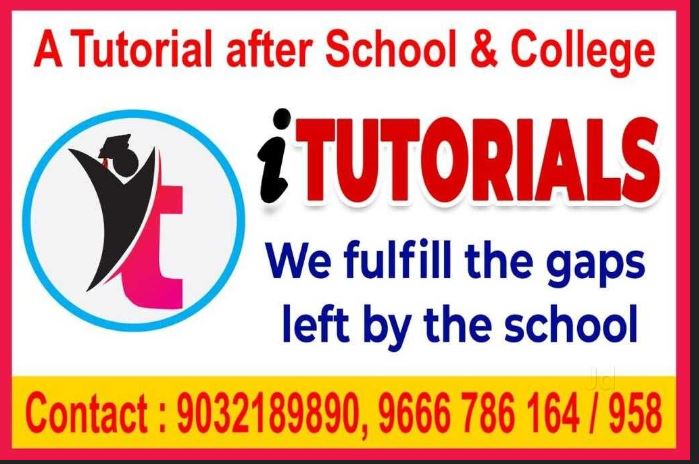 A Tutorial after School & College
t
iTUTORIALS
We fulfill the gaps
left by the school
Contact : 9032189890, 9666 786 164 / 958
Jd